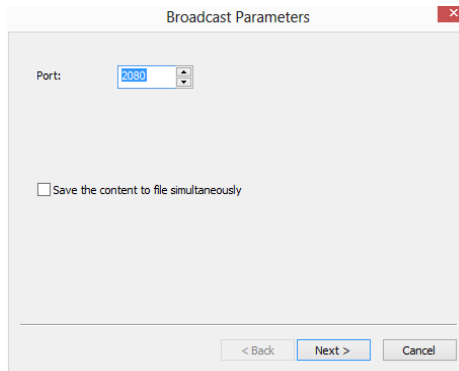 Broadcast Parameters
Port: 2080
Save the content to file simultaneously
< Back Next > Cancel